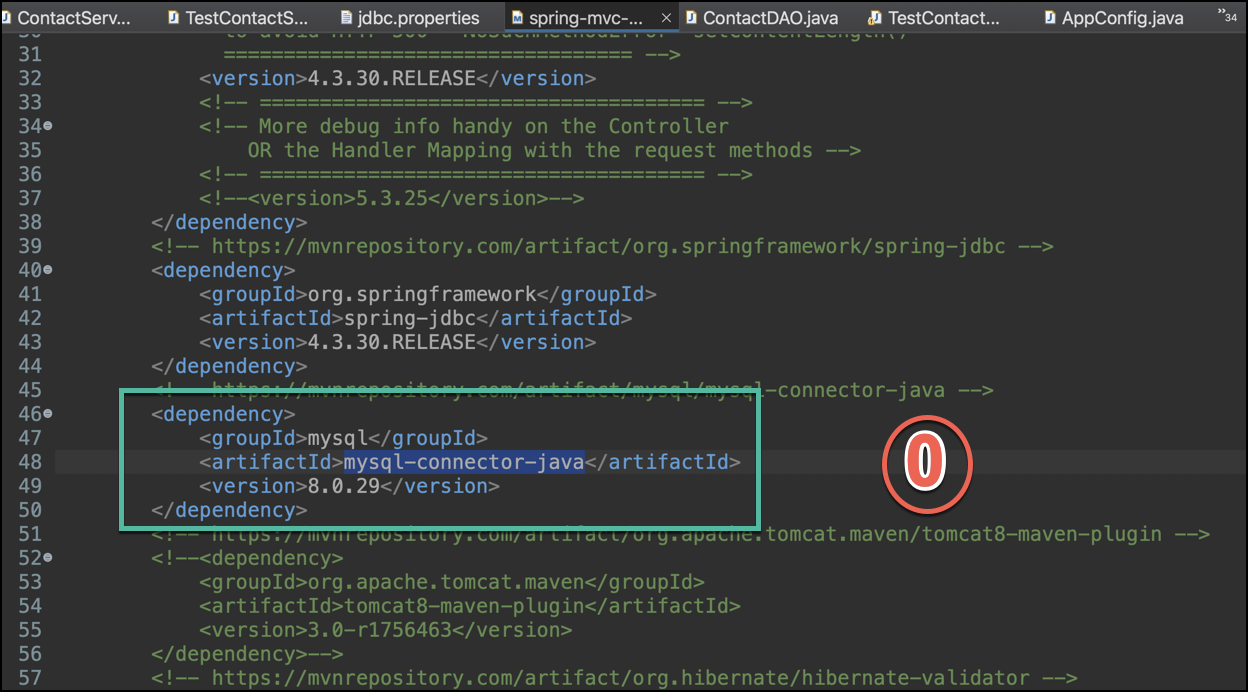 ContactServ...
TestContactS...
jdbc.properties
spring-mvc-...
ContactDAO.java
TestContact...
AppConfig.java
34
31 ================================== -->
32 <version>4.3.30.RELEASE</version>
33 <!-- ===================================== -->
34 <!-- More debug info handy on the Controller
35 OR the Handler Mapping with the request methods -->
36 <!-- ===================================== -->
37 <!--<version>5.3.25</version>-->
38 </dependency>
39 <!-- https://mvnrepository.com/artifact/org.springframework/spring-jdbc -->
40 <dependency>
41 <groupId>org.springframework</groupId>
42 <artifactId>spring-jdbc</artifactId>
43 <version>4.3.30.RELEASE</version>
44 </dependency>
45 <!-- https://mvnrepository.com/artifact/mysql/mysql-connector-java -->
46 <dependency>
47 <groupId>mysql</groupId>
48 <artifactId>mysql-connector-java</artifactId>
49 <version>8.0.29</version>
50 </dependency>
0
51 <!-- https://mvnrepository.com/artifact/org.apache.tomcat.maven/tomcat8-maven-plugin -->
52 <!--<dependency>
53 <groupId>org.apache.tomcat.maven</groupId>
54 <artifactId>tomcat8-maven-plugin</artifactId>
55 <version>3.0-r1756463</version>
56 </dependency>-->
57 <!-- https://mvnrepository.com/artifact/org.hibernate/hibernate-validator -->